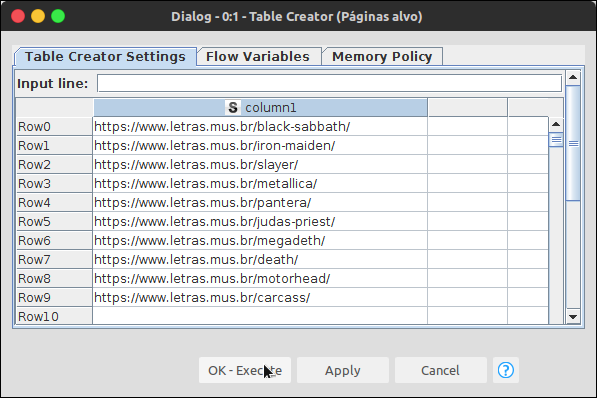 Dialog - 0:1 - Table Creator (Páginas alvo)
Table Creator Settings Flow Variables Memory Policy
Input line:
S column1
Row0 https://www.letras.mus.br/black-sabbath/
Row1 https://www.letras.mus.br/iron-maiden/
Row2 https://www.letras.mus.br/slayer/
Row3 https://www.letras.mus.br/metallica/
Row4 https://www.letras.mus.br/pantera/
Row5 https://www.letras.mus.br/judas-priest/
Row6 https://www.letras.mus.br/megadeth/
Row7 https://www.letras.mus.br/death/
Row8 https://www.letras.mus.br/motorhead/
Row9 https://www.letras.mus.br/carcass/
Row10
OK - Execute Apply Cancel ?